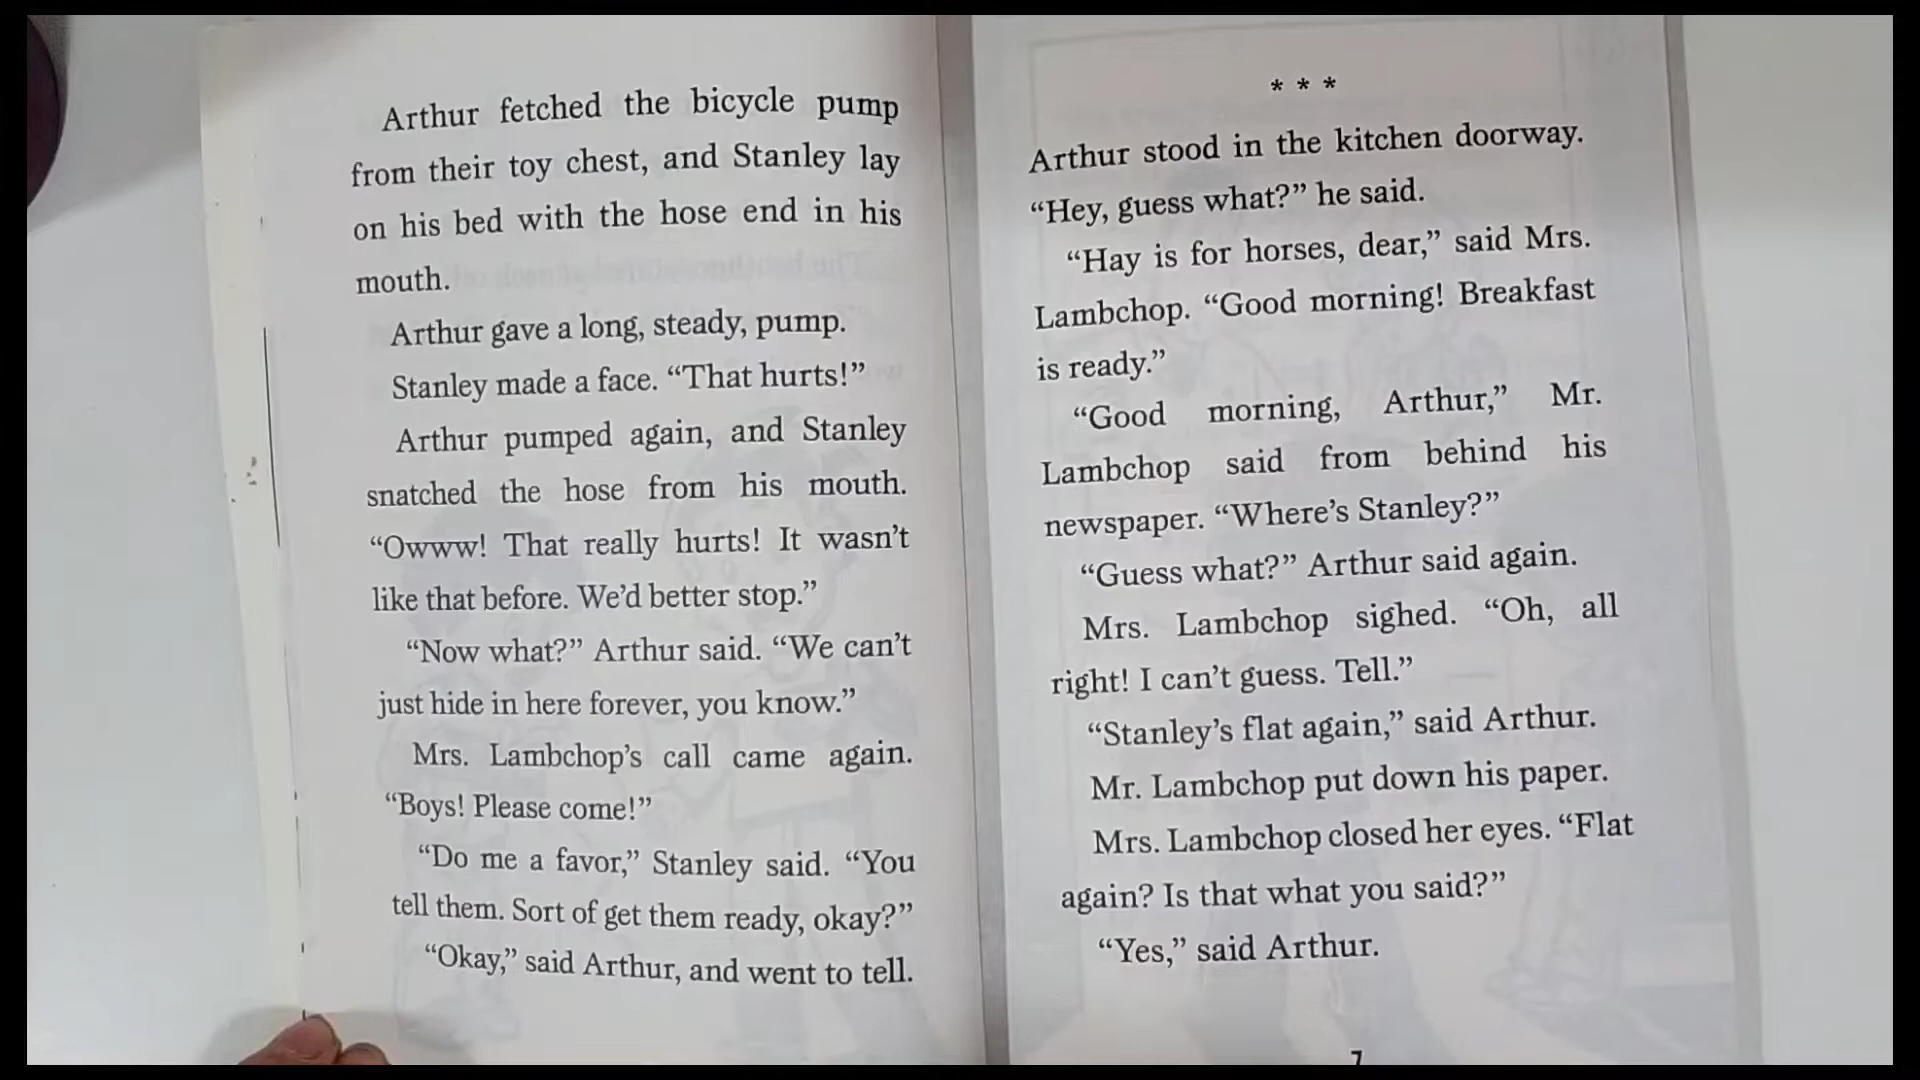 Arthur fetched the bicycle pump
from their toy chest, and Stanley lay
on his bed with the hose end in his
mouth.
Arthur gave a long, steady, pump.
Stanley made a face. “That hurts!”
Arthur pumped again, and Stanley
snatched the hose from his mouth.
“Owww! That really hurts! It wasn’t
like that before. We’d better stop.”
“Now what?” Arthur said. “We can’t
just hide in here forever, you know.”
Mrs. Lambchop’s call came again.
“Boys! Please come!”
“Do me a favor,” Stanley said. “You
tell them. Sort of get them ready, okay?”
“Okay,” said Arthur, and went to tell.
* * *
Arthur stood in the kitchen doorway.
“Hey, guess what?” he said.
“Hay is for horses, dear,” said Mrs.
Lambchop. “Good morning! Breakfast
is ready.”
“Good morning, Arthur,” Mr.
Lambchop said from behind his
newspaper. “Where’s Stanley?”
“Guess what?” Arthur said again.
Mrs. Lambchop sighed. “Oh, all
right! I can’t guess. Tell.”
“Stanley’s flat again,” said Arthur.
Mr. Lambchop put down his paper.
Mrs. Lambchop closed her eyes. “Flat
again? Is that what you said?”
“Yes,” said Arthur.
7